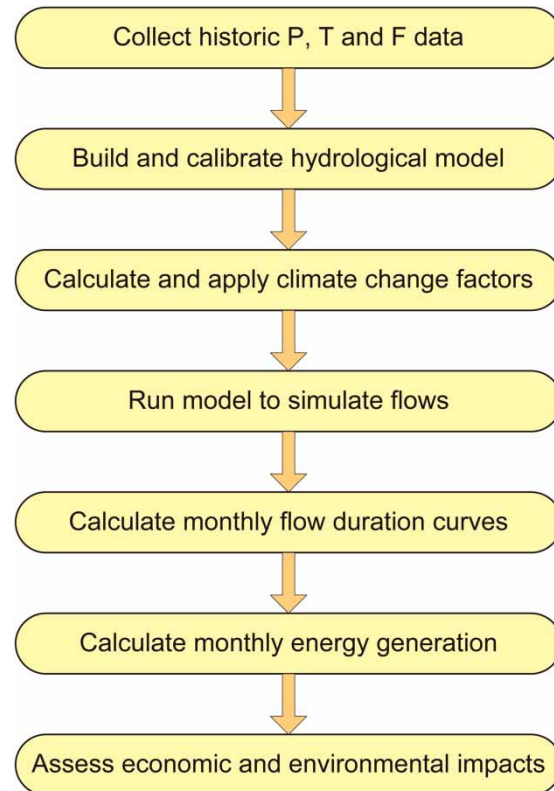 Collect historic P, T and F data
Build and calibrate hydrological model
Calculate and apply climate change factors
Run model to simulate flows
Calculate monthly flow duration curves
Calculate monthly energy generation
Assess economic and environmental impacts